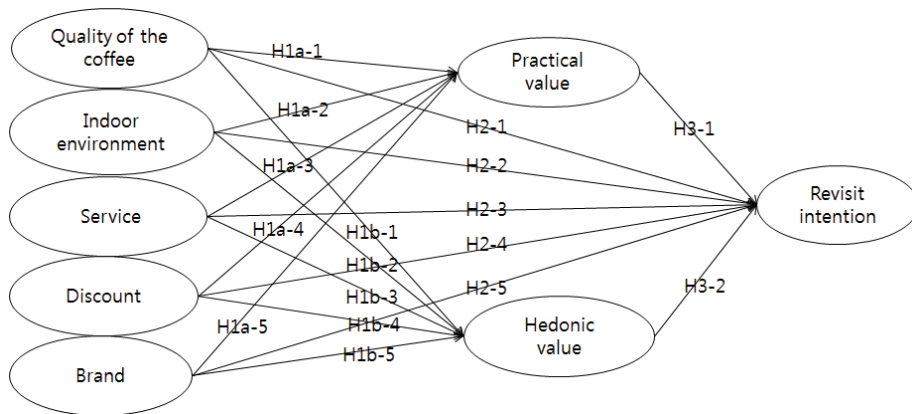 Quality of the
coffee
Indoor
environment
Service
Discount
Brand
H1a-1
H1a-2
H1a-3
H1a-4
H1a-5
H1b-1
H1b-2
H1b-3
H1b-4
H1b-5
Practical
value
Hedonic
value
H2-1
H2-2
H2-3
H2-4
H2-5
H3-1
H3-2
Revisit
intention